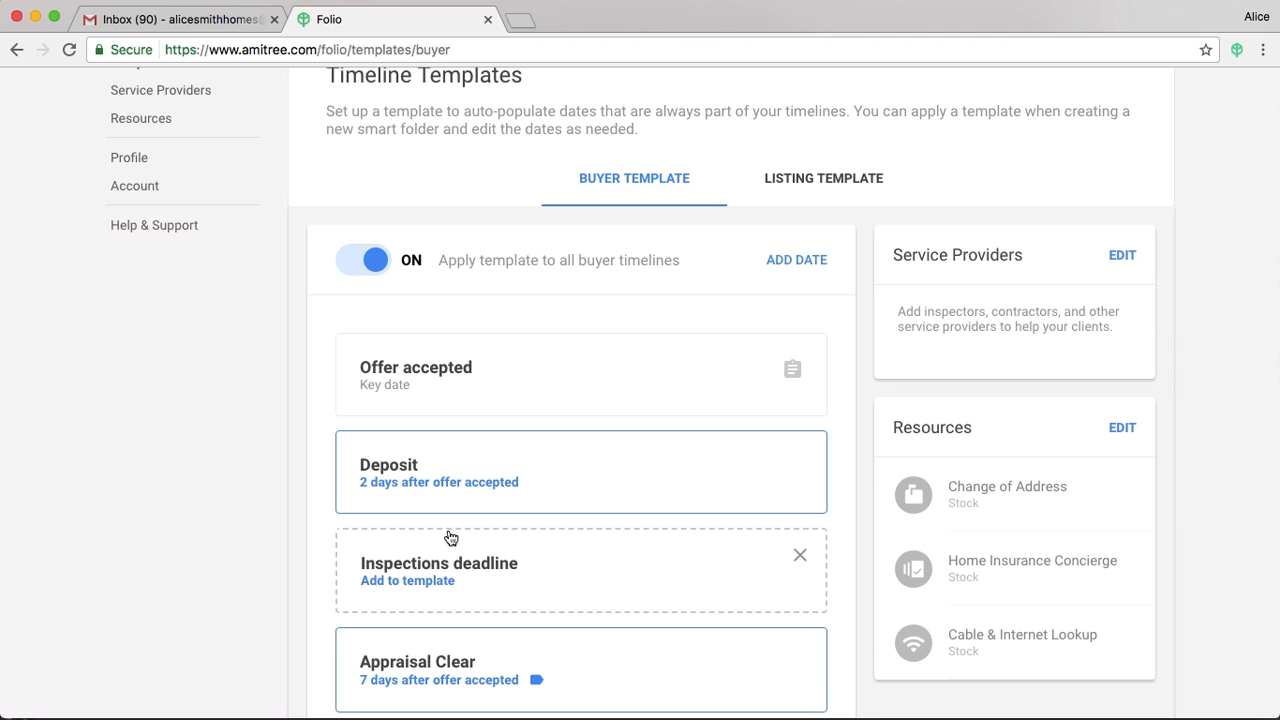 Inbox (90) - alicesmithhomes@
Folio
Alice
Secure
https://www.amitree.com/folio/templates/buyer
Service Providers
Resources
Profile
Account
Help & Support
Timeline Templates
Set up a template to auto-populate dates that are always part of your timelines. You can apply a template when creating a
new smart folder and edit the dates as needed.
BUYER TEMPLATE
LISTING TEMPLATE
ON Apply template to all buyer timelines
ADD DATE
Offer accepted
Key date
Deposit
2 days after offer accepted
Inspections deadline
Add to template
Appraisal Clear
7 days after offer accepted
Service Providers
EDIT
Add inspectors, contractors, and other
service providers to help your clients.
Resources
EDIT
Change of Address
Stock
Home Insurance Concierge
Stock
Cable & Internet Lookup
Stock